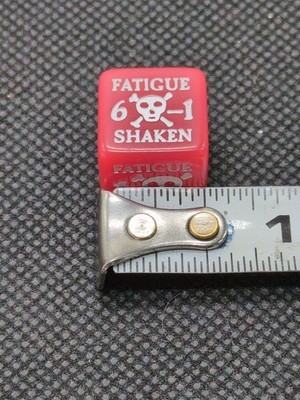 FATIGUE
6 -1
SHAKEN
FATIGUE
1